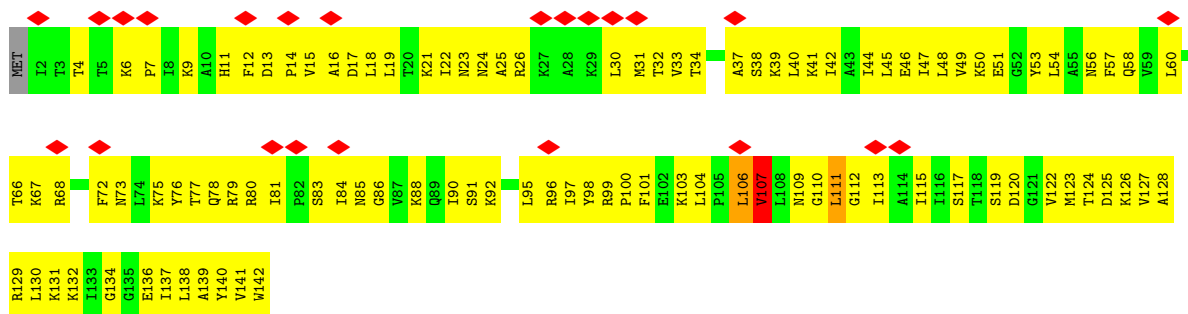 MET I2 T3 T4 T5 K6 P7 I8 K9 A10 H11 F12 D13 P14 V15 A16 D17 L18 L19 T20 K21 I22 N23 N24 A25 R26 K27 A28 K29 L30 M31 T32 V33 T34 A37 S38 K39 L40 K41 I42 A43 I44 L45 E46 I47 L48 V49 K50 E51 G52 Y53 L54 A55 N56 F57 Q58 V59 L60
T66 K67 R68 F72 N73 L74 K75 Y76 T77 Q78 R79 R80 I81 P82 S83 I84 N85 G86 V87 K88 Q89 I90 S91 K92 L95 R96 I97 Y98 R99 P100 F101 E102 K103 L104 P105 L106 V107 L108 N109 G110 L111 G112 I113 A114 I115 I116 S117 T118 S119 D120 G121 V122 M123 T124 D125 K126 V127 A128
R129 L130 K131 K132 I133 G134 G135 E136 I137 L138 A139 Y140 V141 W142